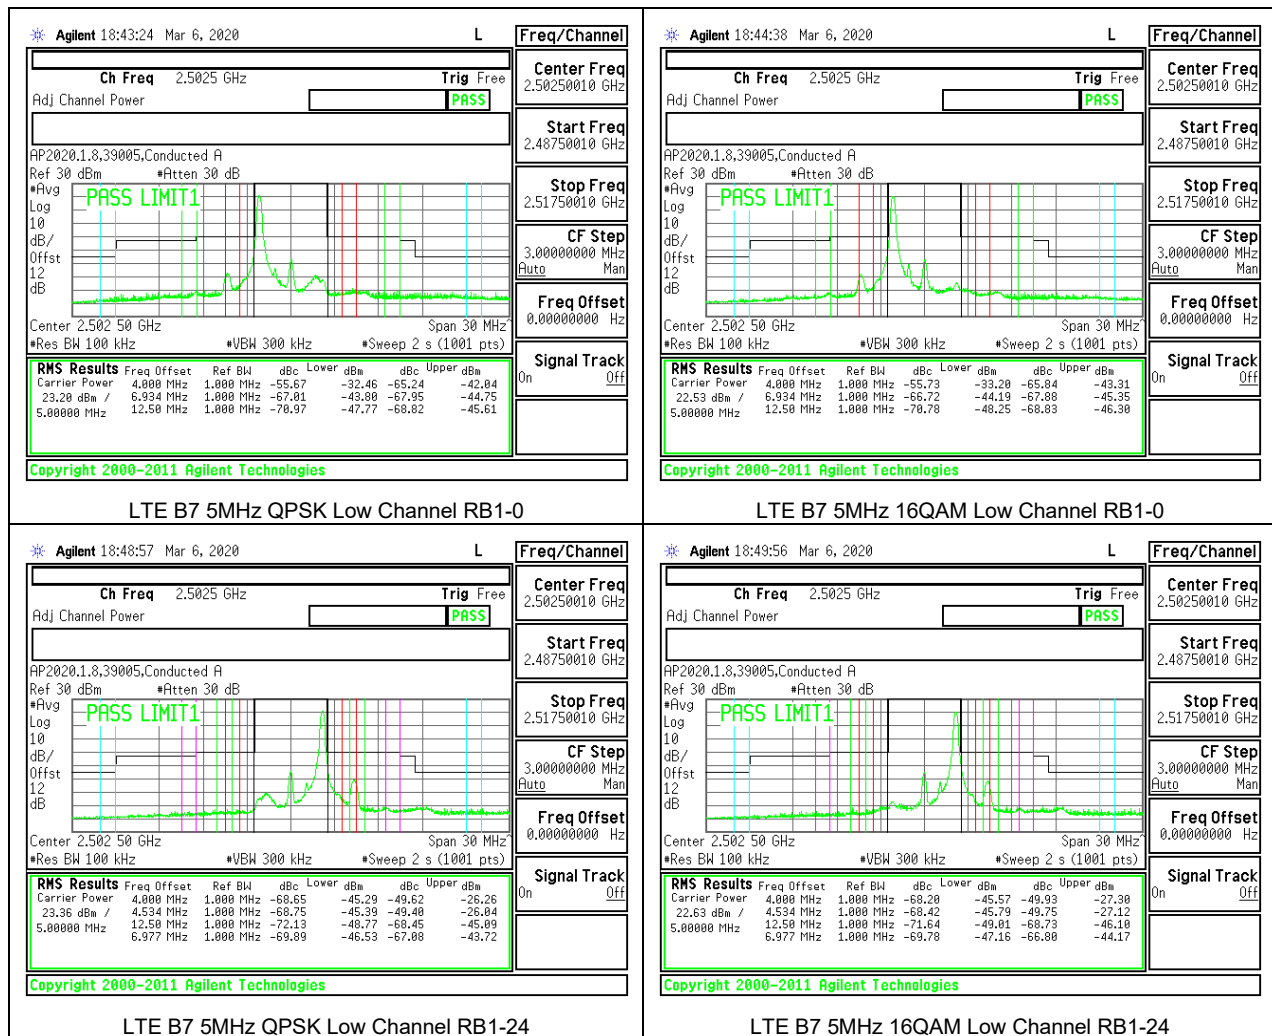 Agilent 18:43:24 Mar 6, 2020 L Freq/Channel
Ch Freq 2.5025 GHz Trig Free
Adj Channel Power PASS
Center Freq
2.50250010 GHz
Start Freq
2.48750010 GHz
Stop Freq
2.51750010 GHz
CF Step
3.00000000 MHz
Auto Man
Freq Offset
0.00000000 Hz
Signal Track
On Off
AP2020.1.8,39005,Conducted A
Ref 30 dBm #Atten 30 dB
#Avg
Log
10
dB/
Offst
12
dB
PASS LIMIT1
Center 2.502 50 GHz Span 30 MHz^
#Res BW 100 kHz #VBW 300 kHz #Sweep 2 s (1001 pts)
RMS Results Freq Offset Ref BW dBc Lower dBm dBc Upper dBm
Carrier Power 4.000 MHz 1.000 MHz -55.67 -32.46 -65.24 -42.04
23.20 dBm / 6.934 MHz 1.000 MHz -67.01 -43.80 -67.95 -44.75
5.00000 MHz 12.50 MHz 1.000 MHz -70.97 -47.77 -68.82 -45.61
Copyright 2000-2011 Agilent Technologies
LTE B7 5MHz QPSK Low Channel RB1-0
Agilent 18:44:38 Mar 6, 2020 L Freq/Channel
Ch Freq 2.5025 GHz Trig Free
Adj Channel Power PASS
Center Freq
2.50250010 GHz
Start Freq
2.48750010 GHz
Stop Freq
2.51750010 GHz
CF Step
3.00000000 MHz
Auto Man
Freq Offset
0.00000000 Hz
Signal Track
On Off
AP2020.1.8,39005,Conducted A
Ref 30 dBm #Atten 30 dB
#Avg
Log
10
dB/
Offst
12
dB
PASS LIMIT1
Center 2.502 50 GHz Span 30 MHz^
#Res BW 100 kHz #VBW 300 kHz #Sweep 2 s (1001 pts)
RMS Results Freq Offset Ref BW dBc Lower dBm dBc Upper dBm
Carrier Power 4.000 MHz 1.000 MHz -55.73 -33.20 -65.84 -43.31
22.53 dBm / 6.934 MHz 1.000 MHz -66.72 -44.19 -67.88 -45.35
5.00000 MHz 12.50 MHz 1.000 MHz -70.78 -48.25 -68.83 -46.30
Copyright 2000-2011 Agilent Technologies
LTE B7 5MHz 16QAM Low Channel RB1-0
Agilent 18:48:57 Mar 6, 2020 L Freq/Channel
Ch Freq 2.5025 GHz Trig Free
Adj Channel Power PASS
Center Freq
2.50250010 GHz
Start Freq
2.48750010 GHz
Stop Freq
2.51750010 GHz
CF Step
3.00000000 MHz
Auto Man
Freq Offset
0.00000000 Hz
Signal Track
On Off
AP2020.1.8,39005,Conducted A
Ref 30 dBm #Atten 30 dB
#Avg
Log
10
dB/
Offst
12
dB
PASS LIMIT1
Center 2.502 50 GHz Span 30 MHz^
#Res BW 100 kHz #VBW 300 kHz #Sweep 2 s (1001 pts)
RMS Results Freq Offset Ref BW dBc Lower dBm dBc Upper dBm
Carrier Power 4.000 MHz 1.000 MHz -68.65 -45.29 -49.62 -26.26
23.36 dBm / 4.534 MHz 1.000 MHz -68.75 -45.39 -49.40 -26.04
5.00000 MHz 12.50 MHz 1.000 MHz -72.13 -48.77 -68.45 -45.09
6.977 MHz 1.000 MHz -69.89 -46.53 -67.08 -43.72
Copyright 2000-2011 Agilent Technologies
LTE B7 5MHz QPSK Low Channel RB1-24
Agilent 18:49:56 Mar 6, 2020 L Freq/Channel
Ch Freq 2.5025 GHz Trig Free
Adj Channel Power PASS
Center Freq
2.50250010 GHz
Start Freq
2.48750010 GHz
Stop Freq
2.51750010 GHz
CF Step
3.00000000 MHz
Auto Man
Freq Offset
0.00000000 Hz
Signal Track
On Off
AP2020.1.8,39005,Conducted A
Ref 30 dBm #Atten 30 dB
#Avg
Log
10
dB/
Offst
12
dB
PASS LIMIT1
Center 2.502 50 GHz Span 30 MHz^
#Res BW 100 kHz #VBW 300 kHz #Sweep 2 s (1001 pts)
RMS Results Freq Offset Ref BW dBc Lower dBm dBc Upper dBm
Carrier Power 4.000 MHz 1.000 MHz -68.20 -45.57 -49.93 -27.30
22.63 dBm / 4.534 MHz 1.000 MHz -68.42 -45.79 -49.75 -27.12
5.00000 MHz 12.50 MHz 1.000 MHz -71.64 -49.01 -68.73 -46.10
6.977 MHz 1.000 MHz -69.78 -47.16 -66.80 -44.17
Copyright 2000-2011 Agilent Technologies
LTE B7 5MHz 16QAM Low Channel RB1-24